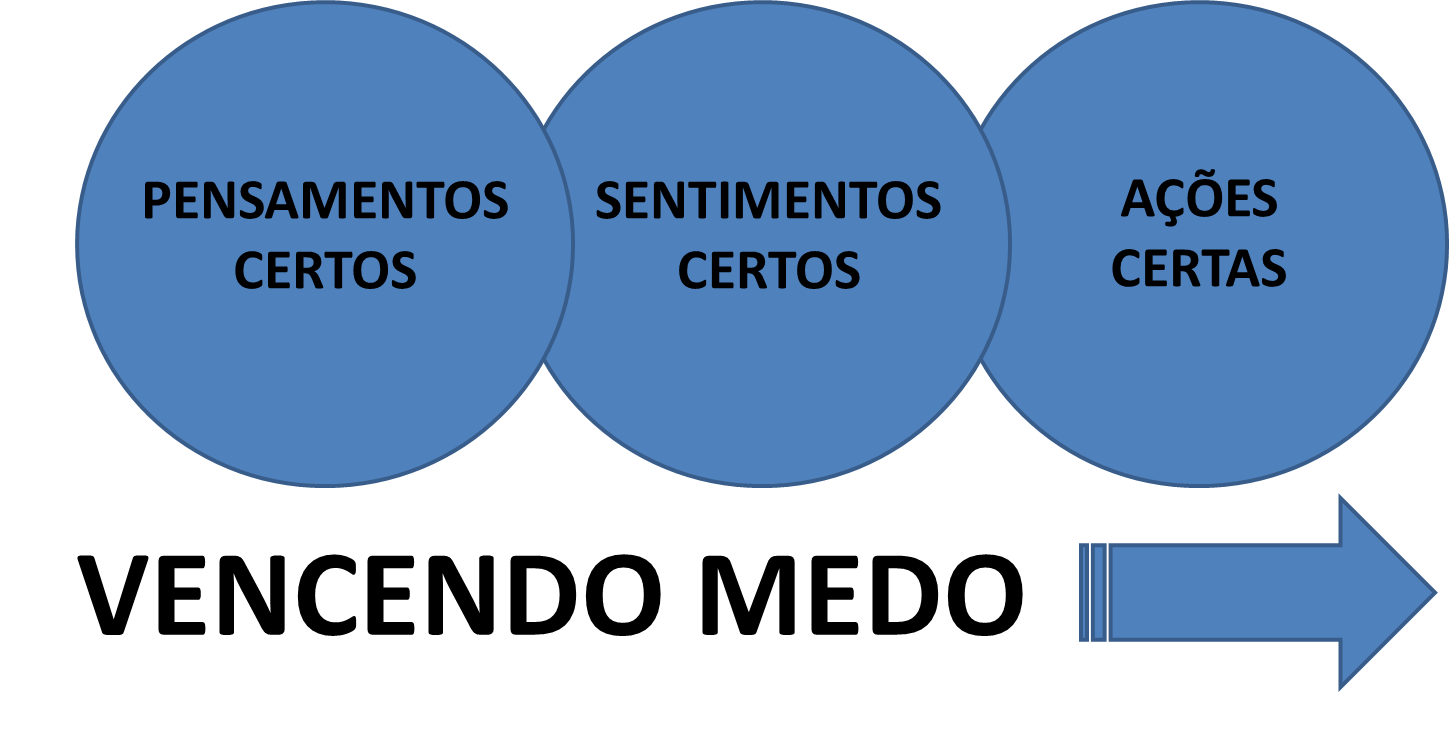 PENSAMENTOS
CERTOS
SENTIMENTOS
CERTOS
AÇÕES
CERTAS
VENCENDO MEDO